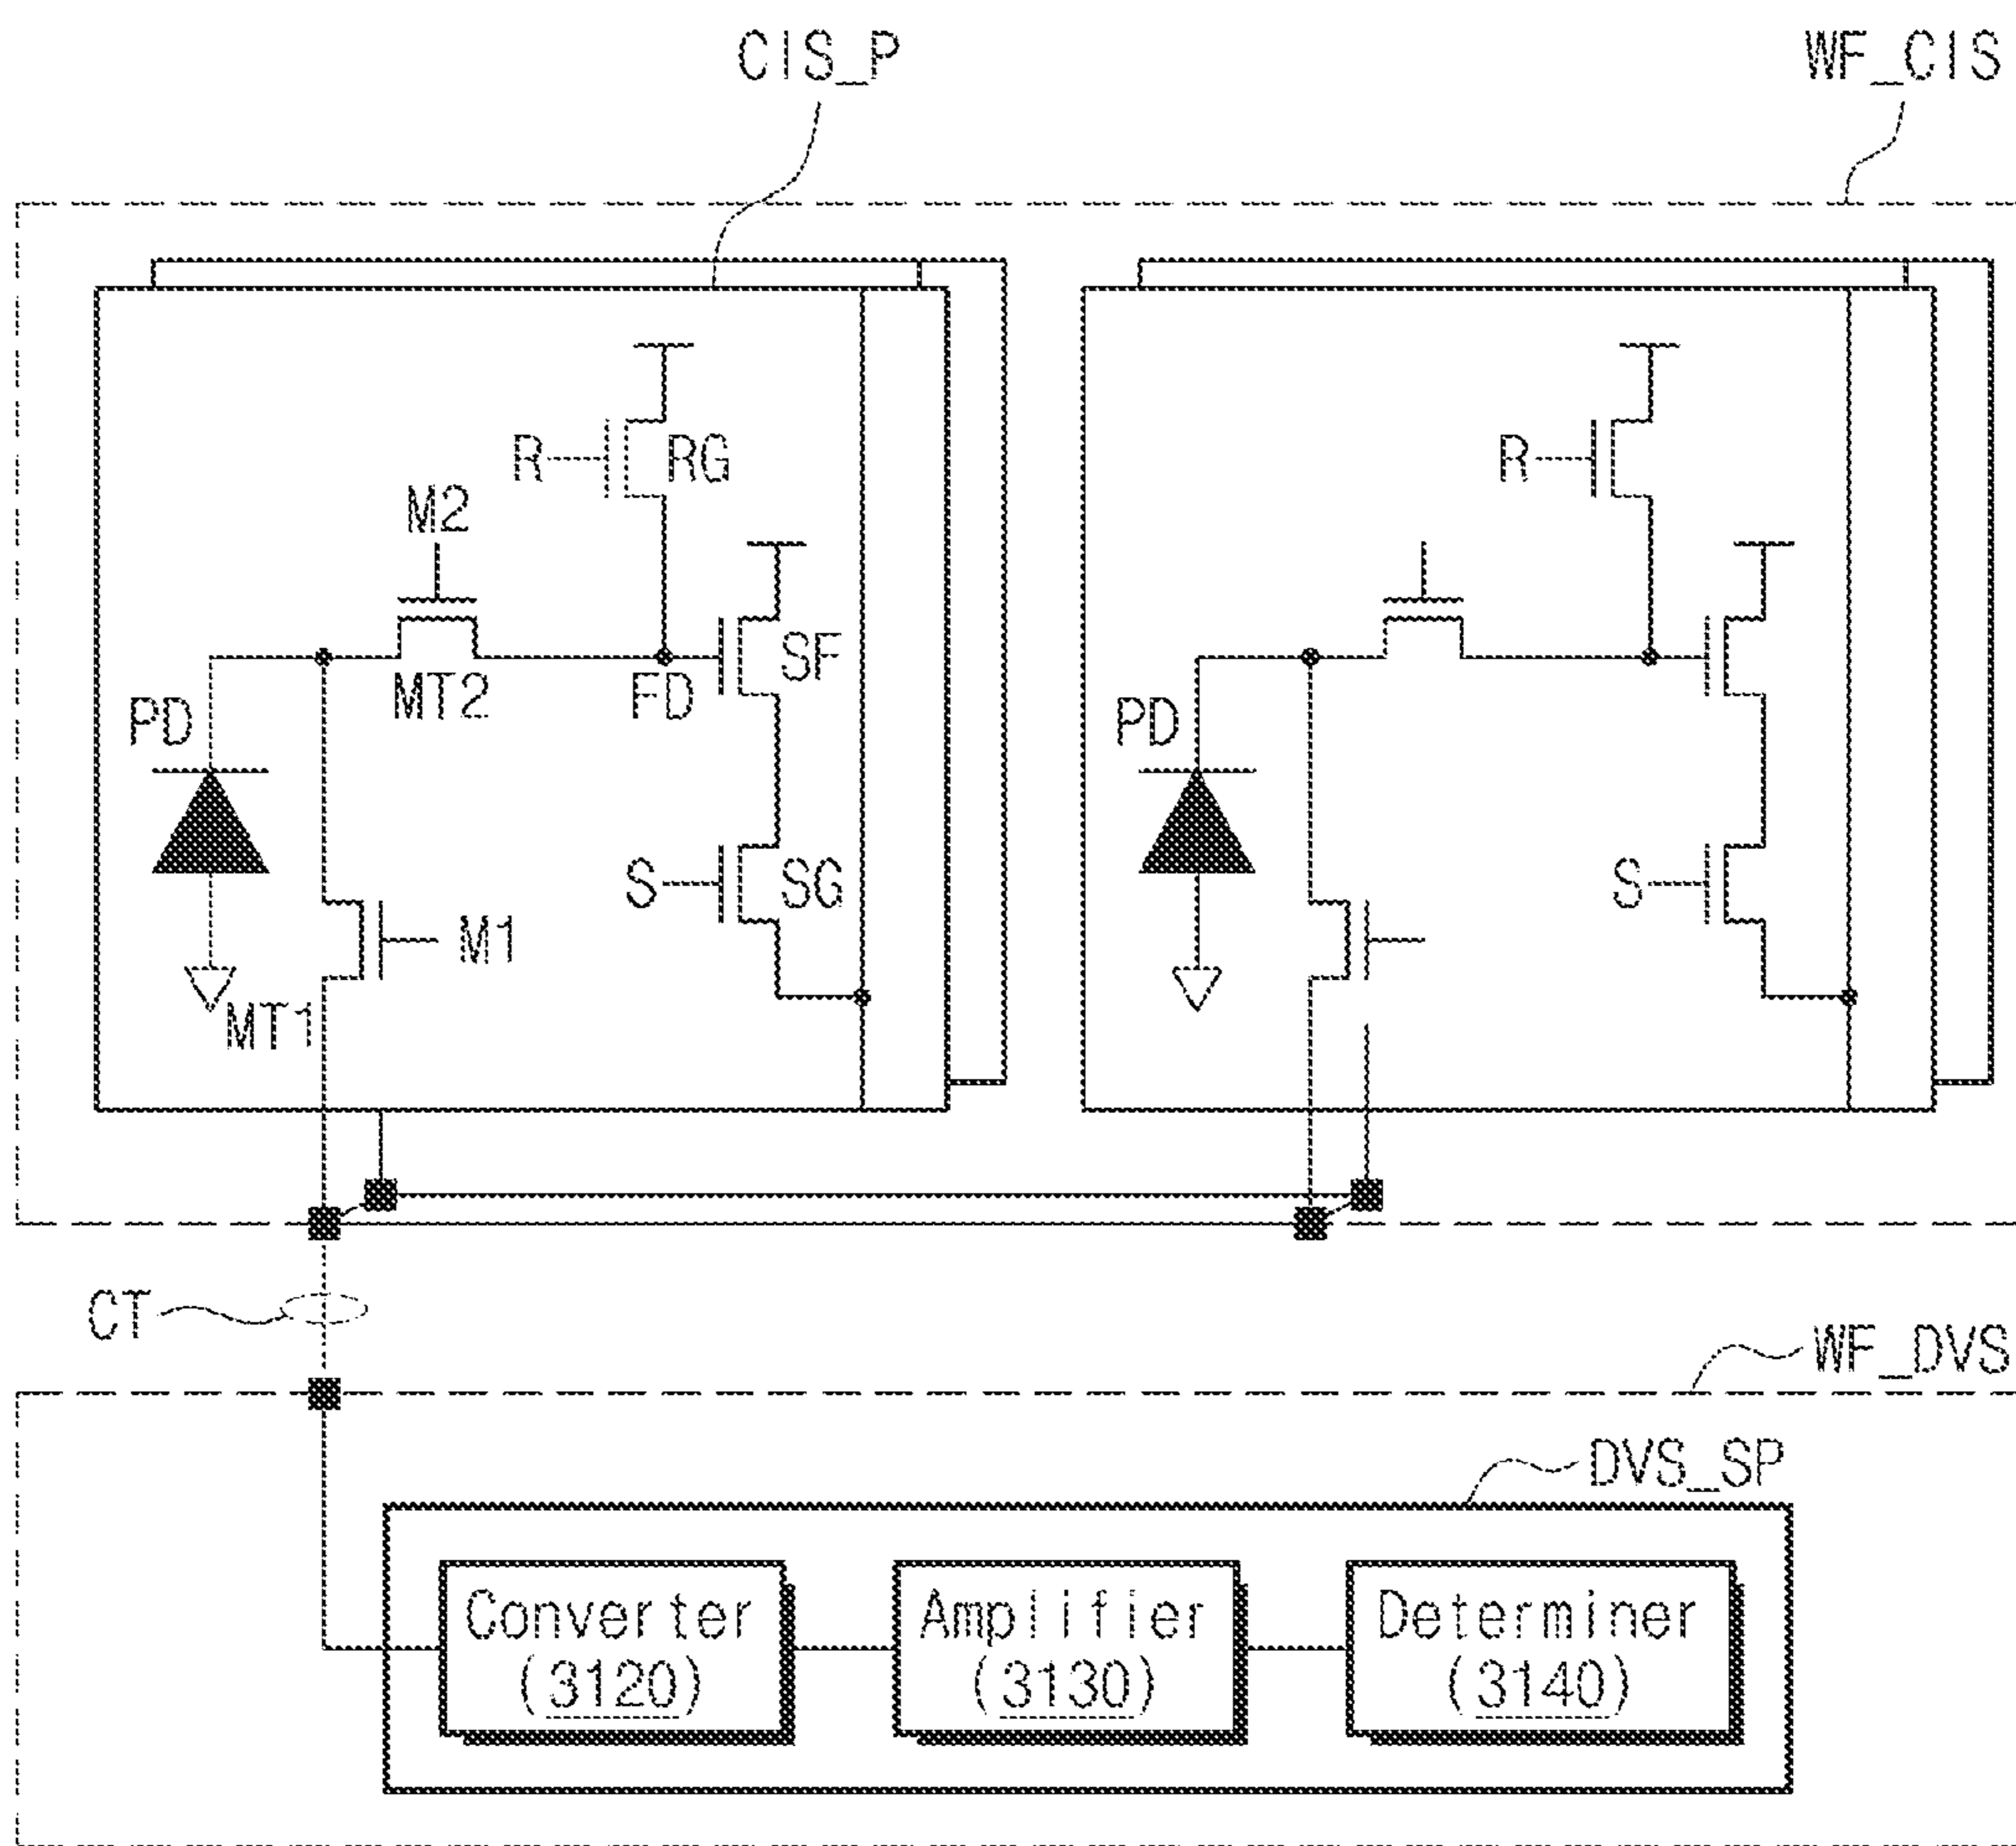 CIS_P
WF_CIS
R
RG
R
M2
SF
MT2
FD
PD
PD
S
SG
S
M1
MT1
CT
WF_DVS
DVS_SP
Converter
(3120)
Amplifier
(3130)
Determiner
(3140)